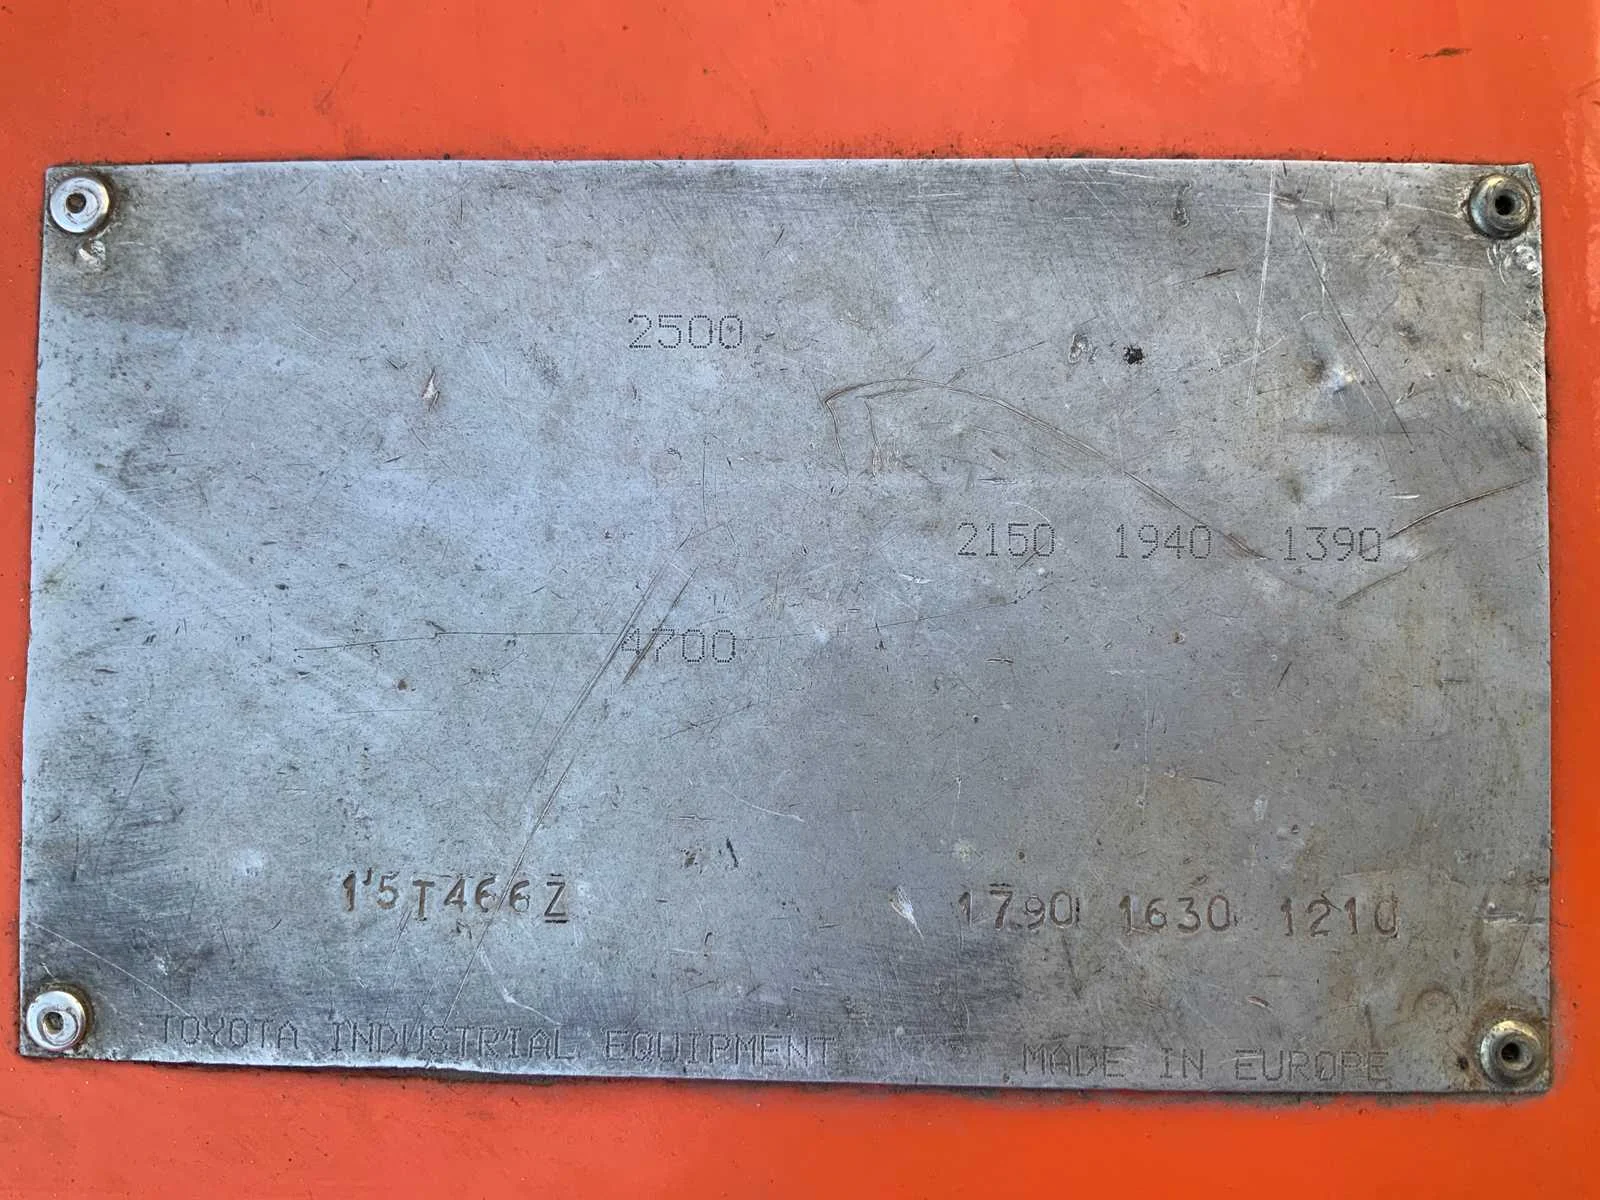 2500
2150 1940 1390
4700
1'5T466Z
1790 1630 1210
TOYOTA INDUSTRIAL EQUIPMENT MADE IN EUROPE